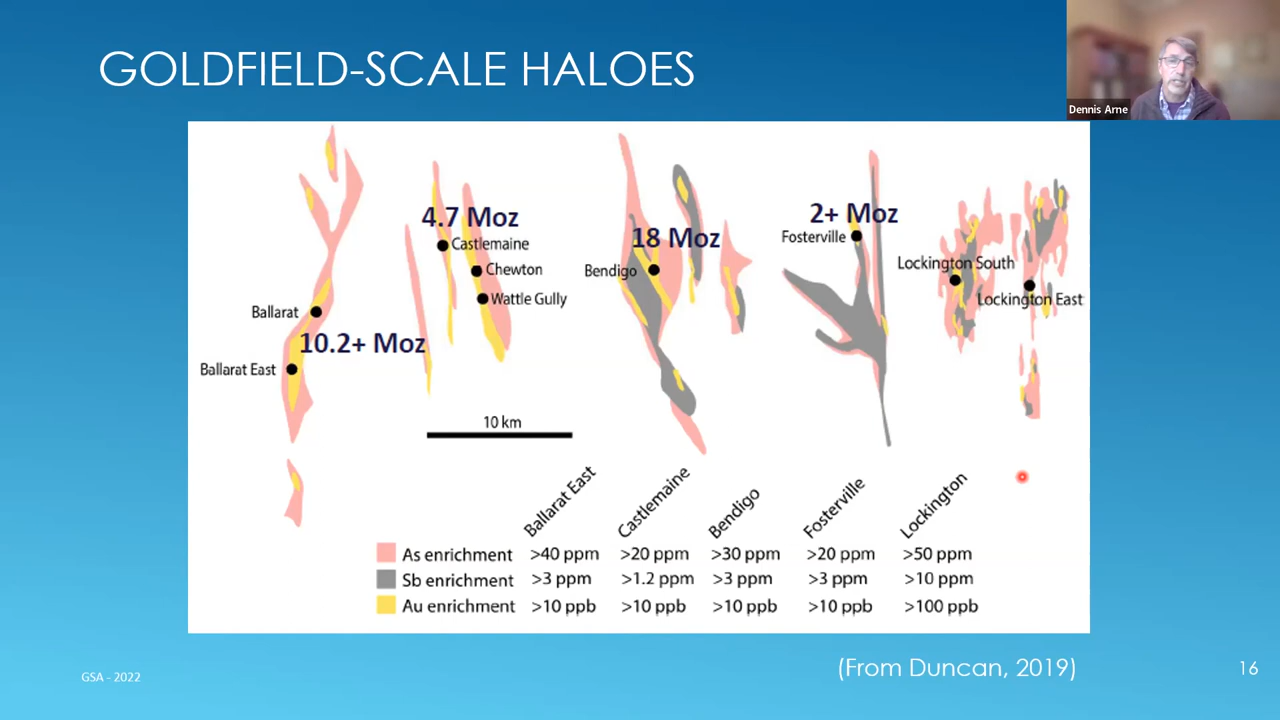 GOLDFIELD-SCALE HALOES
Dennis Arne
4.7 Moz
Castlemaine
Chewton
Wattle Gully
18 Moz
Bendigo
2+ Moz
Fosterville
Lockington South
Lockington East
Ballarat
10.2+ Moz
Ballarat East
10 km
Ballarat East Castlemaine Bendigo Fosterville Lockington
As enrichment >40 ppm >20 ppm >30 ppm >20 ppm >50 ppm
Sb enrichment >3 ppm >1.2 ppm >3 ppm >3 ppm >10 ppm
Au enrichment >10 ppb >10 ppb >10 ppb >10 ppb >100 ppb
(From Duncan, 2019)
GSA - 2022
16